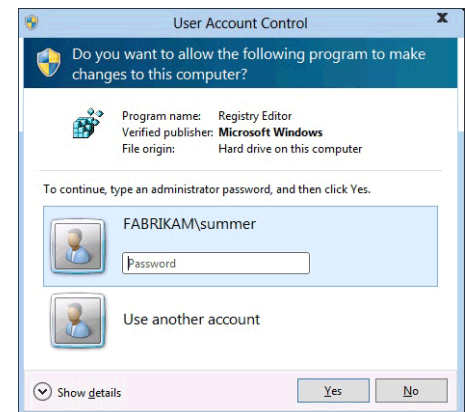 User Account Control
Do you want to allow the following program to make
changes to this computer?
Program name: Registry Editor
Verified publisher: Microsoft Windows
File origin: Hard drive on this computer
To continue, type an administrator password, and then click Yes.
FABRIKAM\summer
Password
Use another account
Show details
Yes
No